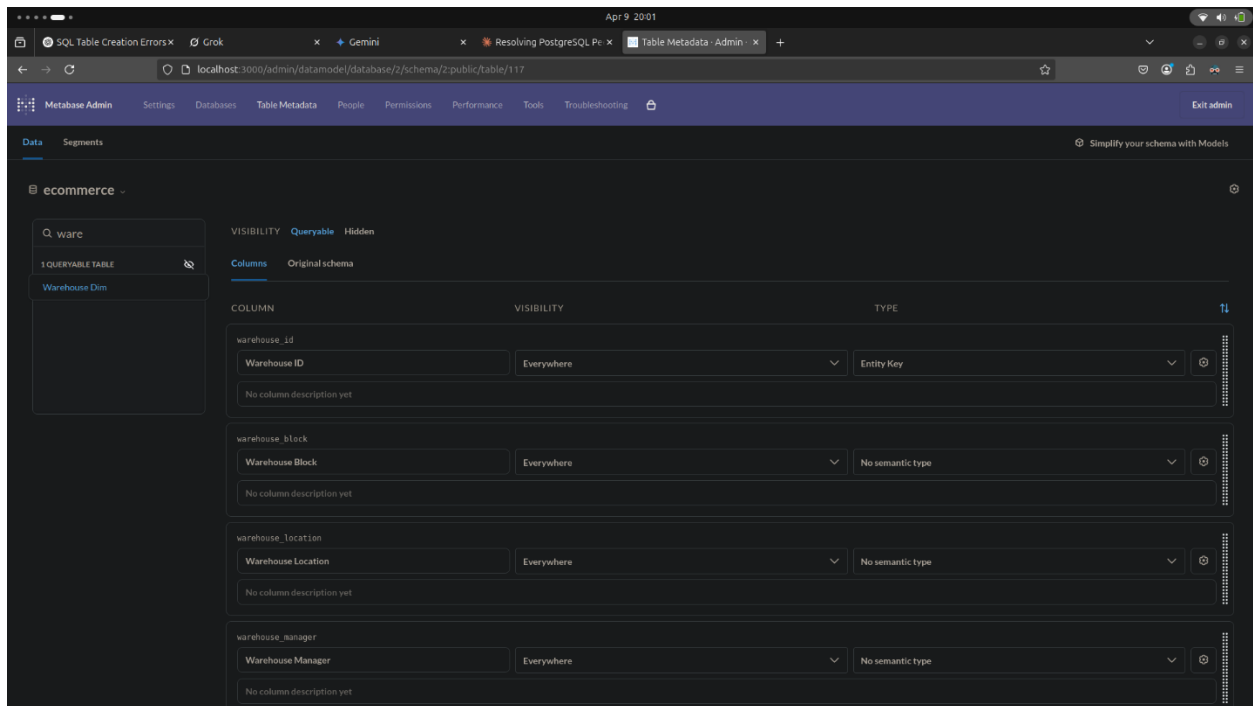 Apr 9 20:01
SQL Table Creation Errors Grok Gemini Resolving PostgreSQL Pe Table Metadata · Admin ·
localhost:3000/admin/datamodel/database/2/schema/2:public/table/117
Metabase Admin Settings Databases Table Metadata People Permissions Performance Tools Troubleshooting Exit admin
Data Segments Simplify your schema with Models
ecommerce
ware VISIBILITY Queryable Hidden
1 QUERYABLE TABLE Columns Original schema
Warehouse Dim
COLUMN VISIBILITY TYPE
warehouse_id
Warehouse ID Everywhere Entity Key
No column description yet
warehouse_block
Warehouse Block Everywhere No semantic type
No column description yet
warehouse_location
Warehouse Location Everywhere No semantic type
No column description yet
warehouse_manager
Warehouse Manager Everywhere No semantic type
No column description yet